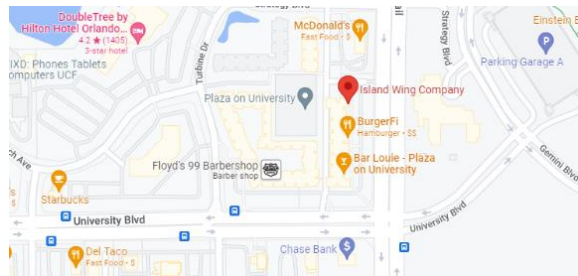 Strategy Blvd
DoubleTree by
Hilton Hotel Orlando...
4.2 ★ (1405)
3-star hotel
McDonald's
Fast Food • $
Einstein B
Strategy Blvd
Parking Garage A
IXD: Phones Tablets
omputers UCF
Turbine Dr
Plaza on University
Island Wing Company
BurgerFi
Hamburger • $$
Bar Louie - Plaza
on University
Floyd's 99 Barbershop
Barber shop
Gemini Blvd
ch Ave
Starbucks
University Blvd
University Blvd
Del Taco
Fast Food • $
Chase Bank